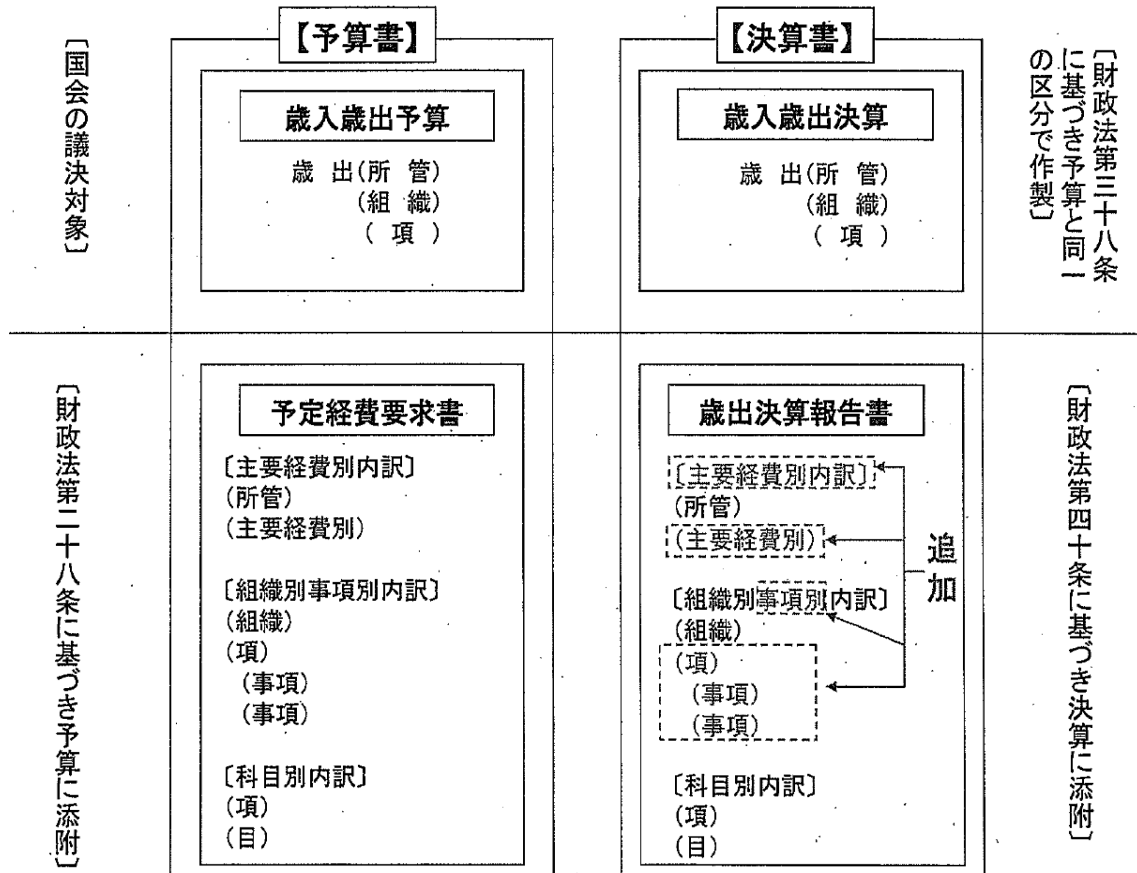 〔国会の議決対象〕
【予算書】
歳入歳出予算
歳 出(所 管)
(組 織)
( 項 )
【決算書】
歳入歳出決算
歳 出(所 管)
(組 織)
( 項 )
〔財政法第三十八条
に基づき予算と同一
の区分で作製〕
〔財政法第二十八条に基づき予算に添附〕
予定経費要求書
〔主要経費別内訳〕
(所管)
(主要経費別)
〔組織別事項別内訳〕
(組織)
(項)
(事項)
(事項)
〔科目別内訳〕
(項)
(目)
歳出決算報告書
〔主要経費別内訳〕
(所管)
(主要経費別)
〔組織別事項別内訳〕
(組織)
(項)
(事項)
(事項)
〔科目別内訳〕
(項)
(目)
追加
〔財政法第四十条に基づき決算に添附〕